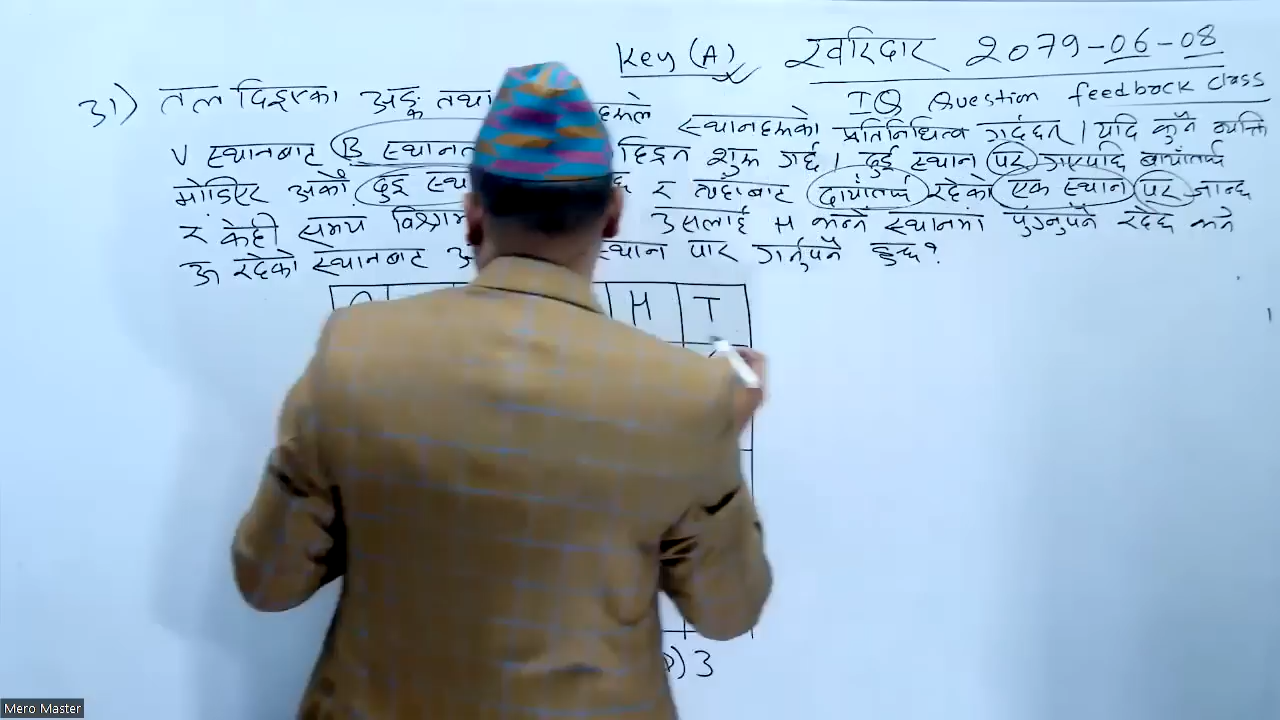 Key (A) खरिदार 2079-06-08
IQ Question feedback class
31) तल दिइएका अङ्क तथा हरूले स्थानहरूको प्रतिनिधित्व गर्दछन् । यदि कुनै व्यक्ति
V स्थानबाट B स्थानत हिड्न शुरू गर्छ । दुई स्थान पर गएपछि बायाँतर्फ
मोडिएर अर्को दुई स्था छ र त्यहाँबाट दायाँतर्फ रहेको एक स्थान पर जान्छ
र केही समय विश्राम उसलाई H भन्ने स्थानमा पुग्नुपर्ने रहेछ भने
ऊ रहेको स्थानबाट अ स्थान पार गर्नुपर्ने हुन्छ?
H T
) 3
Mero Master